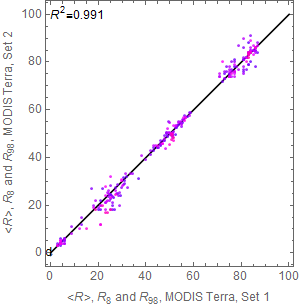 R²=0.991
100
80
60
40
20
0
<R>, R8 and R98, MODIS Terra, Set 2
0 20 40 60 80 100
<R>, R8 and R98, MODIS Terra, Set 1